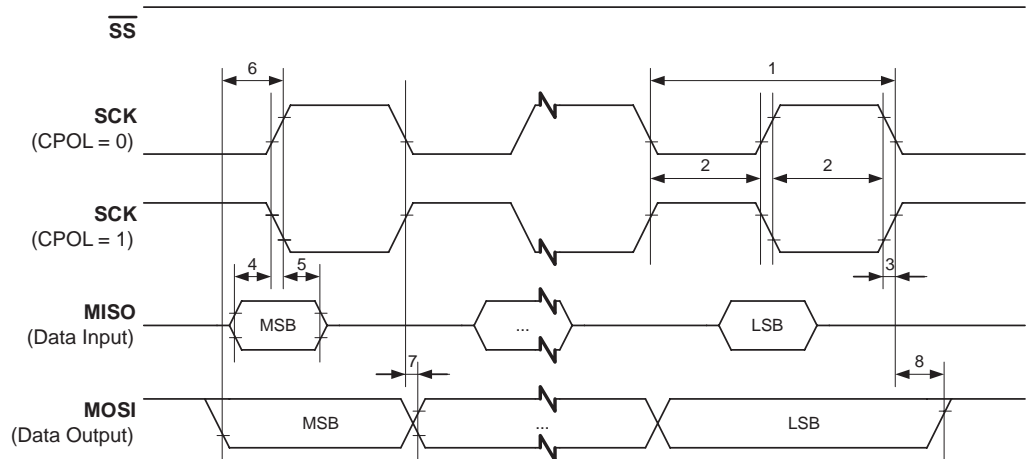 SS
6
1
SCK
(CPOL = 0)
2
2
SCK
(CPOL = 1)
4
5
3
MISO
(Data Input)
MSB
...
LSB
7
8
MOSI
(Data Output)
MSB
...
LSB